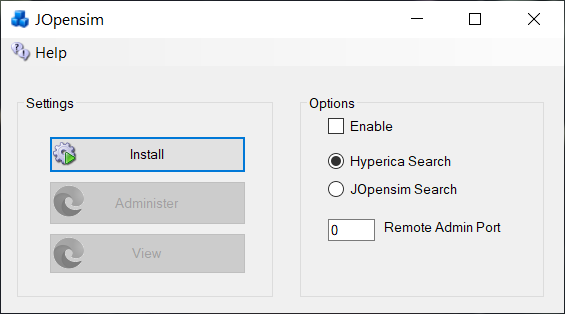 JOpensim
Help
Settings
Install
Administer
View
Options
Enable
Hyperica Search
JOpensim Search
0
Remote Admin Port